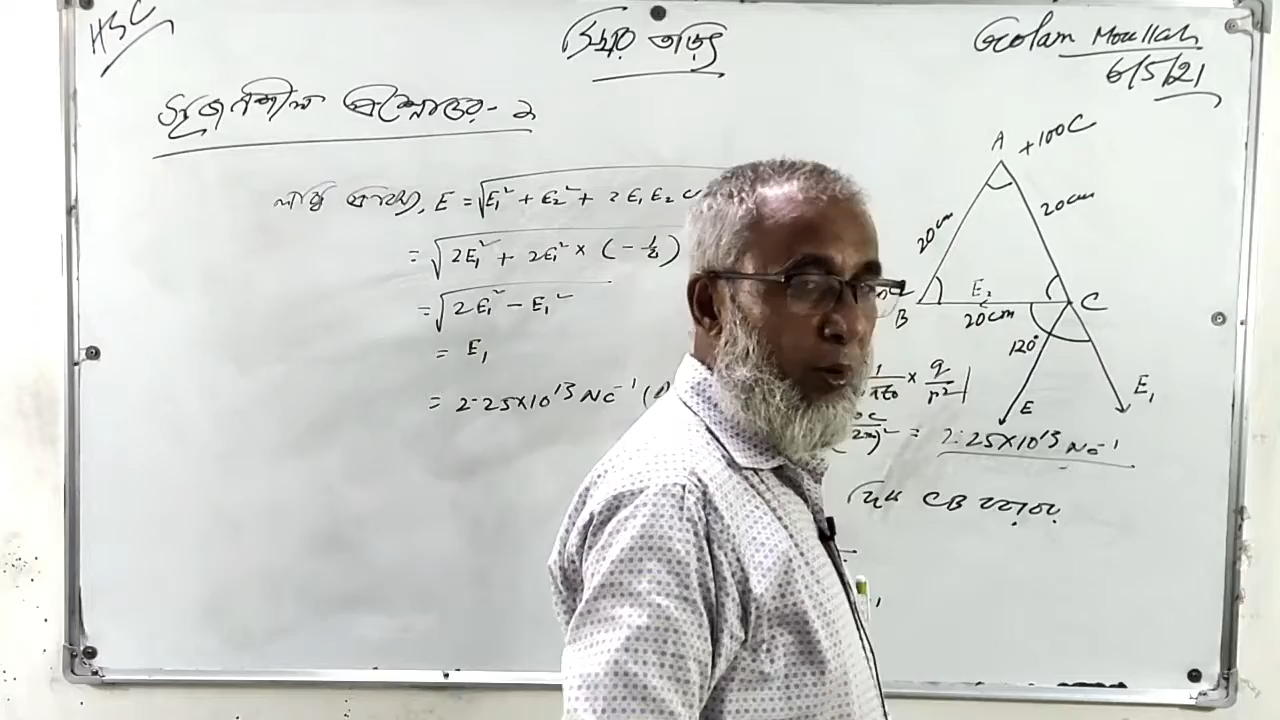 HSC
স্থির তড়িৎ
Golam Moullah
6/5/21
সৃজনশীল প্রশ্নোত্তর-২
লব্ধি প্রাবল্য, E = √E₁² + E₂² + 2E₁E₂ c
= √2E₁² + 2E₁² × (-½)
= √2E₁² - E₁²
= E₁
= 2.25×10¹³ NC⁻¹
A +100C
20cm
20cm
B
E₂
20cm
C
120°
E
E₁
× q/r²
= 2.25×10¹³ NC⁻¹
দিক CB বরাবর